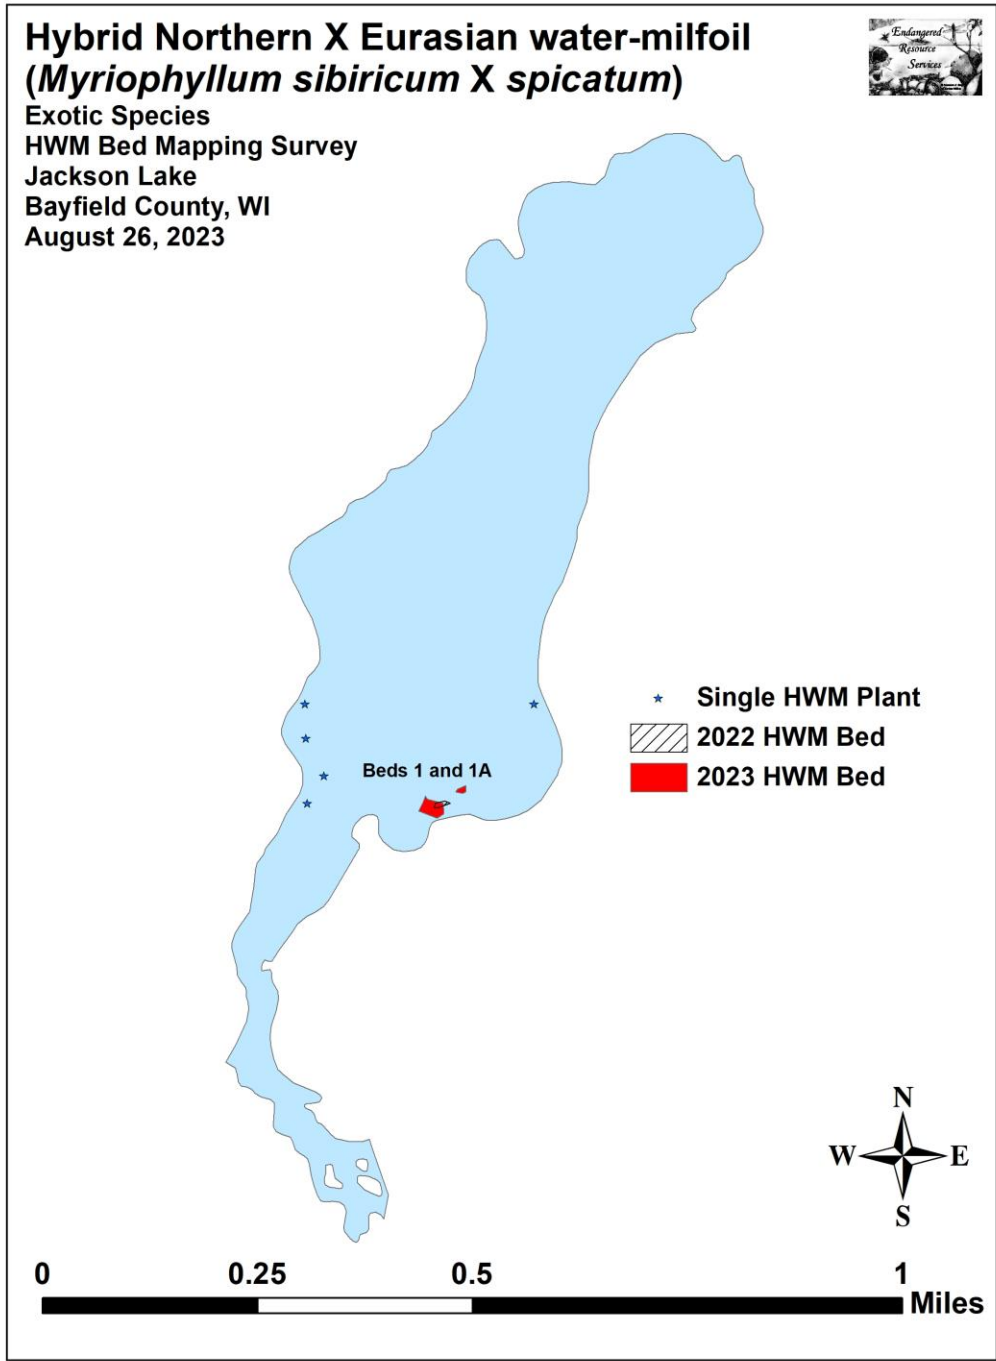 Hybrid Northern X Eurasian water-milfoil
(Myriophyllum sibiricum X spicatum)
Exotic Species
HWM Bed Mapping Survey
Jackson Lake
Bayfield County, WI
August 26, 2023
Endangered
Resource
Services
Single HWM Plant
2022 HWM Bed
2023 HWM Bed
Beds 1 and 1A
N
W E
S
0 0.25 0.5 1
Miles